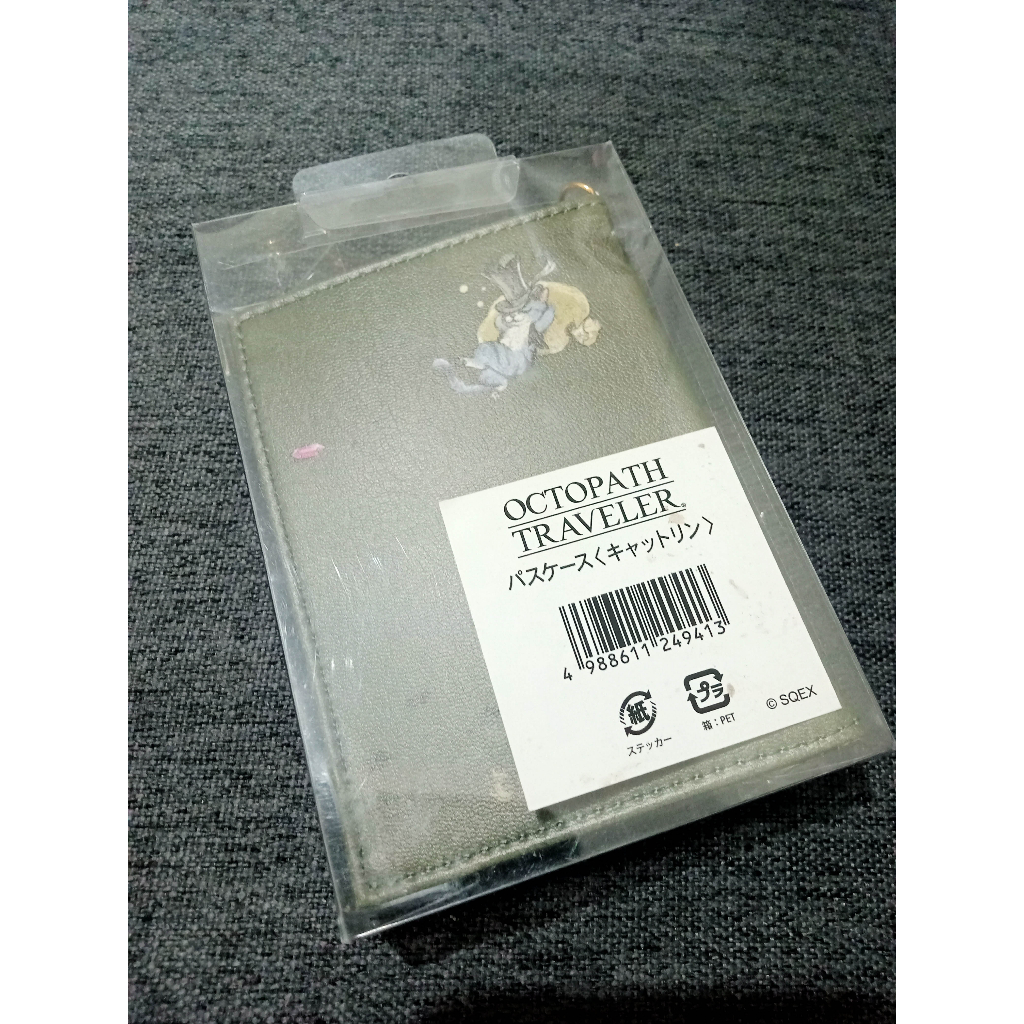 OCTOPATH
TRAVELER®
パスケース〈キャットリン〉
4 988611 249413
紙
ステッカー
プラ
箱：PET
© SQEX